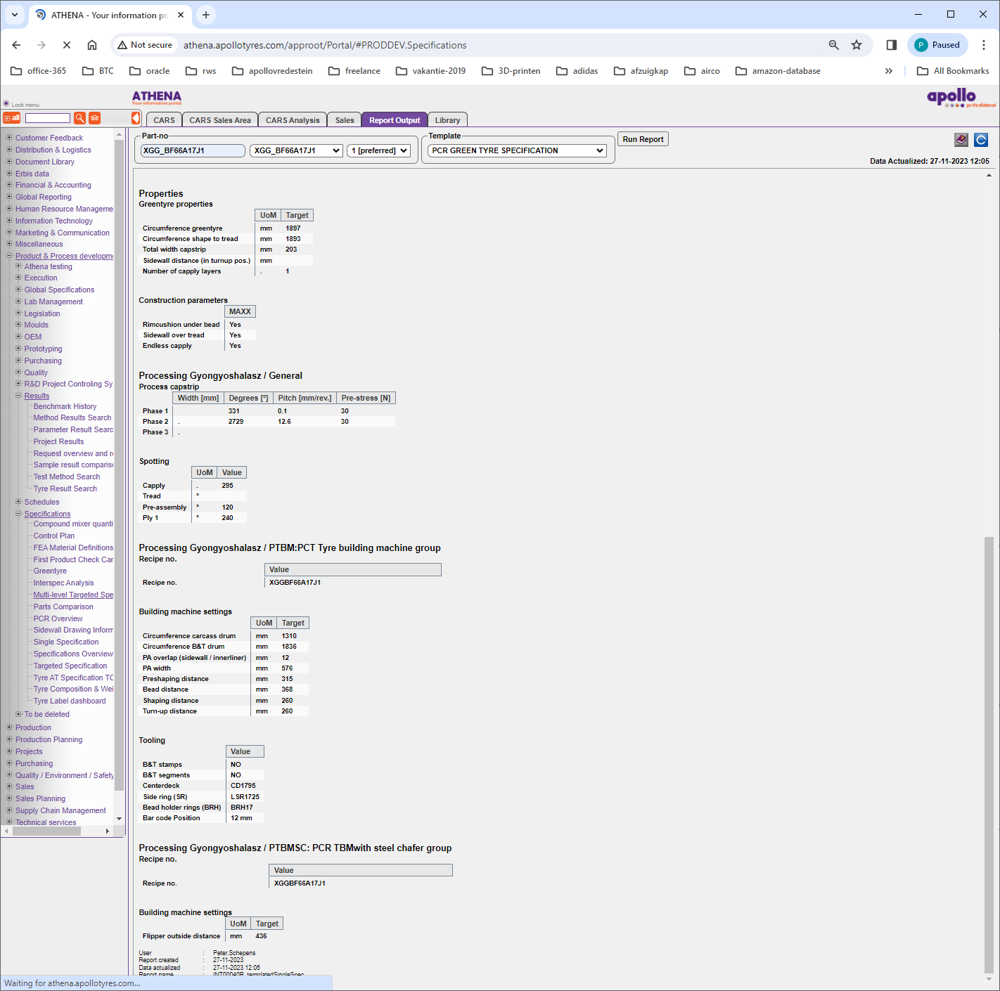 ATHENA - Your information po
Not secure athena.apollotyres.com/approot/Portal/#PRODDEV,Specifications P Paused
office-365 BTC oracle rws apollovredestein freelance vakantie-2019 3D-printen adidas afzuigkap airco amazon-database » All Bookmarks
Lock menu
ATHENA
Your information portal
apollo
go the distance
all
CARS CARS Sales Area CARS Analysis Sales Report Output Library
Customer Feedback
Distribution & Logistics
Document Library
Erbis data
Financial & Accounting
Global Reporting
Human Resource Manageme
Information Technology
Marketing & Communication
Miscellaneous
Product & Process developme
Athena testing
Execution
Global Specifications
Lab Management
Legislation
Moulds
OEM
Prototyping
Purchasing
Quality
R&D Project Controling Sy
Results
Benchmark History
Method Results Search
Parameter Result Searc
Project Results
Request overview and r
Sample result comparis
Test Method Search
Tyre Result Search
Schedules
Specifications
Compound mixer quanti
Control Plan
FEA Material Definitions
First Product Check Car
Greentyre
Interspec Analysis
Multi-level Targeted Spe
Parts Comparison
PCR Overview
Sidewall Drawing Inform
Single Specification
Specifications Overview
Targeted Specification
Tyre AT Specification TC
Tyre Composition & Wei
Tyre Label dashboard
To be deleted
Production
Production Planning
Projects
Purchasing
Quality / Environment / Safety
Sales
Sales Planning
Supply Chain Management
Technical services
Part-no
XGG_BF66A17J1 XGG_BF66A17J1 1 [preferred]
Template
PCR GREEN TYRE SPECIFICATION
Run Report
Data Actualized: 27-11-2023 12:05
Properties
Greentyre properties
UoM Target
Circumference greentyre mm 1897
Circumference shape to tread mm 1893
Total width capstrip mm 203
Sidewall distance (in turnup pos.) mm
Number of capply layers . 1
Construction parameters
MAXX
Rimcushion under bead Yes
Sidewall over tread Yes
Endless capply Yes
Processing Gyongyoshalasz / General
Process capstrip
Width [mm] Degrees [°] Pitch [mm/rev.] Pre-stress [N]
Phase 1 331 0.1 30
Phase 2 . 2729 12.6 30
Phase 3 .
Spotting
UoM Value
Capply . 295
Tread °
Pre-assembly ° 120
Ply 1 ° 240
Processing Gyongyoshalasz / PTBM:PCT Tyre building machine group
Recipe no.
Value
Recipe no. XGGBF66A17J1
Building machine settings
UoM Target
Circumference carcass drum mm 1310
Circumference B&T drum mm 1836
PA overlap (sidewall / innerliner) mm 12
PA width mm 576
Preshaping distance mm 315
Bead distance mm 368
Shaping distance mm 260
Turn-up distance mm 260
Tooling
Value
B&T stamps NO
B&T segments NO
Centerdeck CD1795
Side ring (SR) LSR1725
Bead holder rings (BRH) BRH17
Bar code Position 12 mm
Processing Gyongyoshalasz / PTBMSC: PCR TBMwith steel chafer group
Recipe no.
Value
Recipe no. XGGBF66A17J1
Building machine settings
UoM Target
Flipper outside distance mm 436
User : Peter.Schepens
Report created : 27-11-2023
Data actualized : 27-11-2023 12:05
Report name : INT00040R_templatedSingleSpec
Waiting for athena.apollotyres.com...